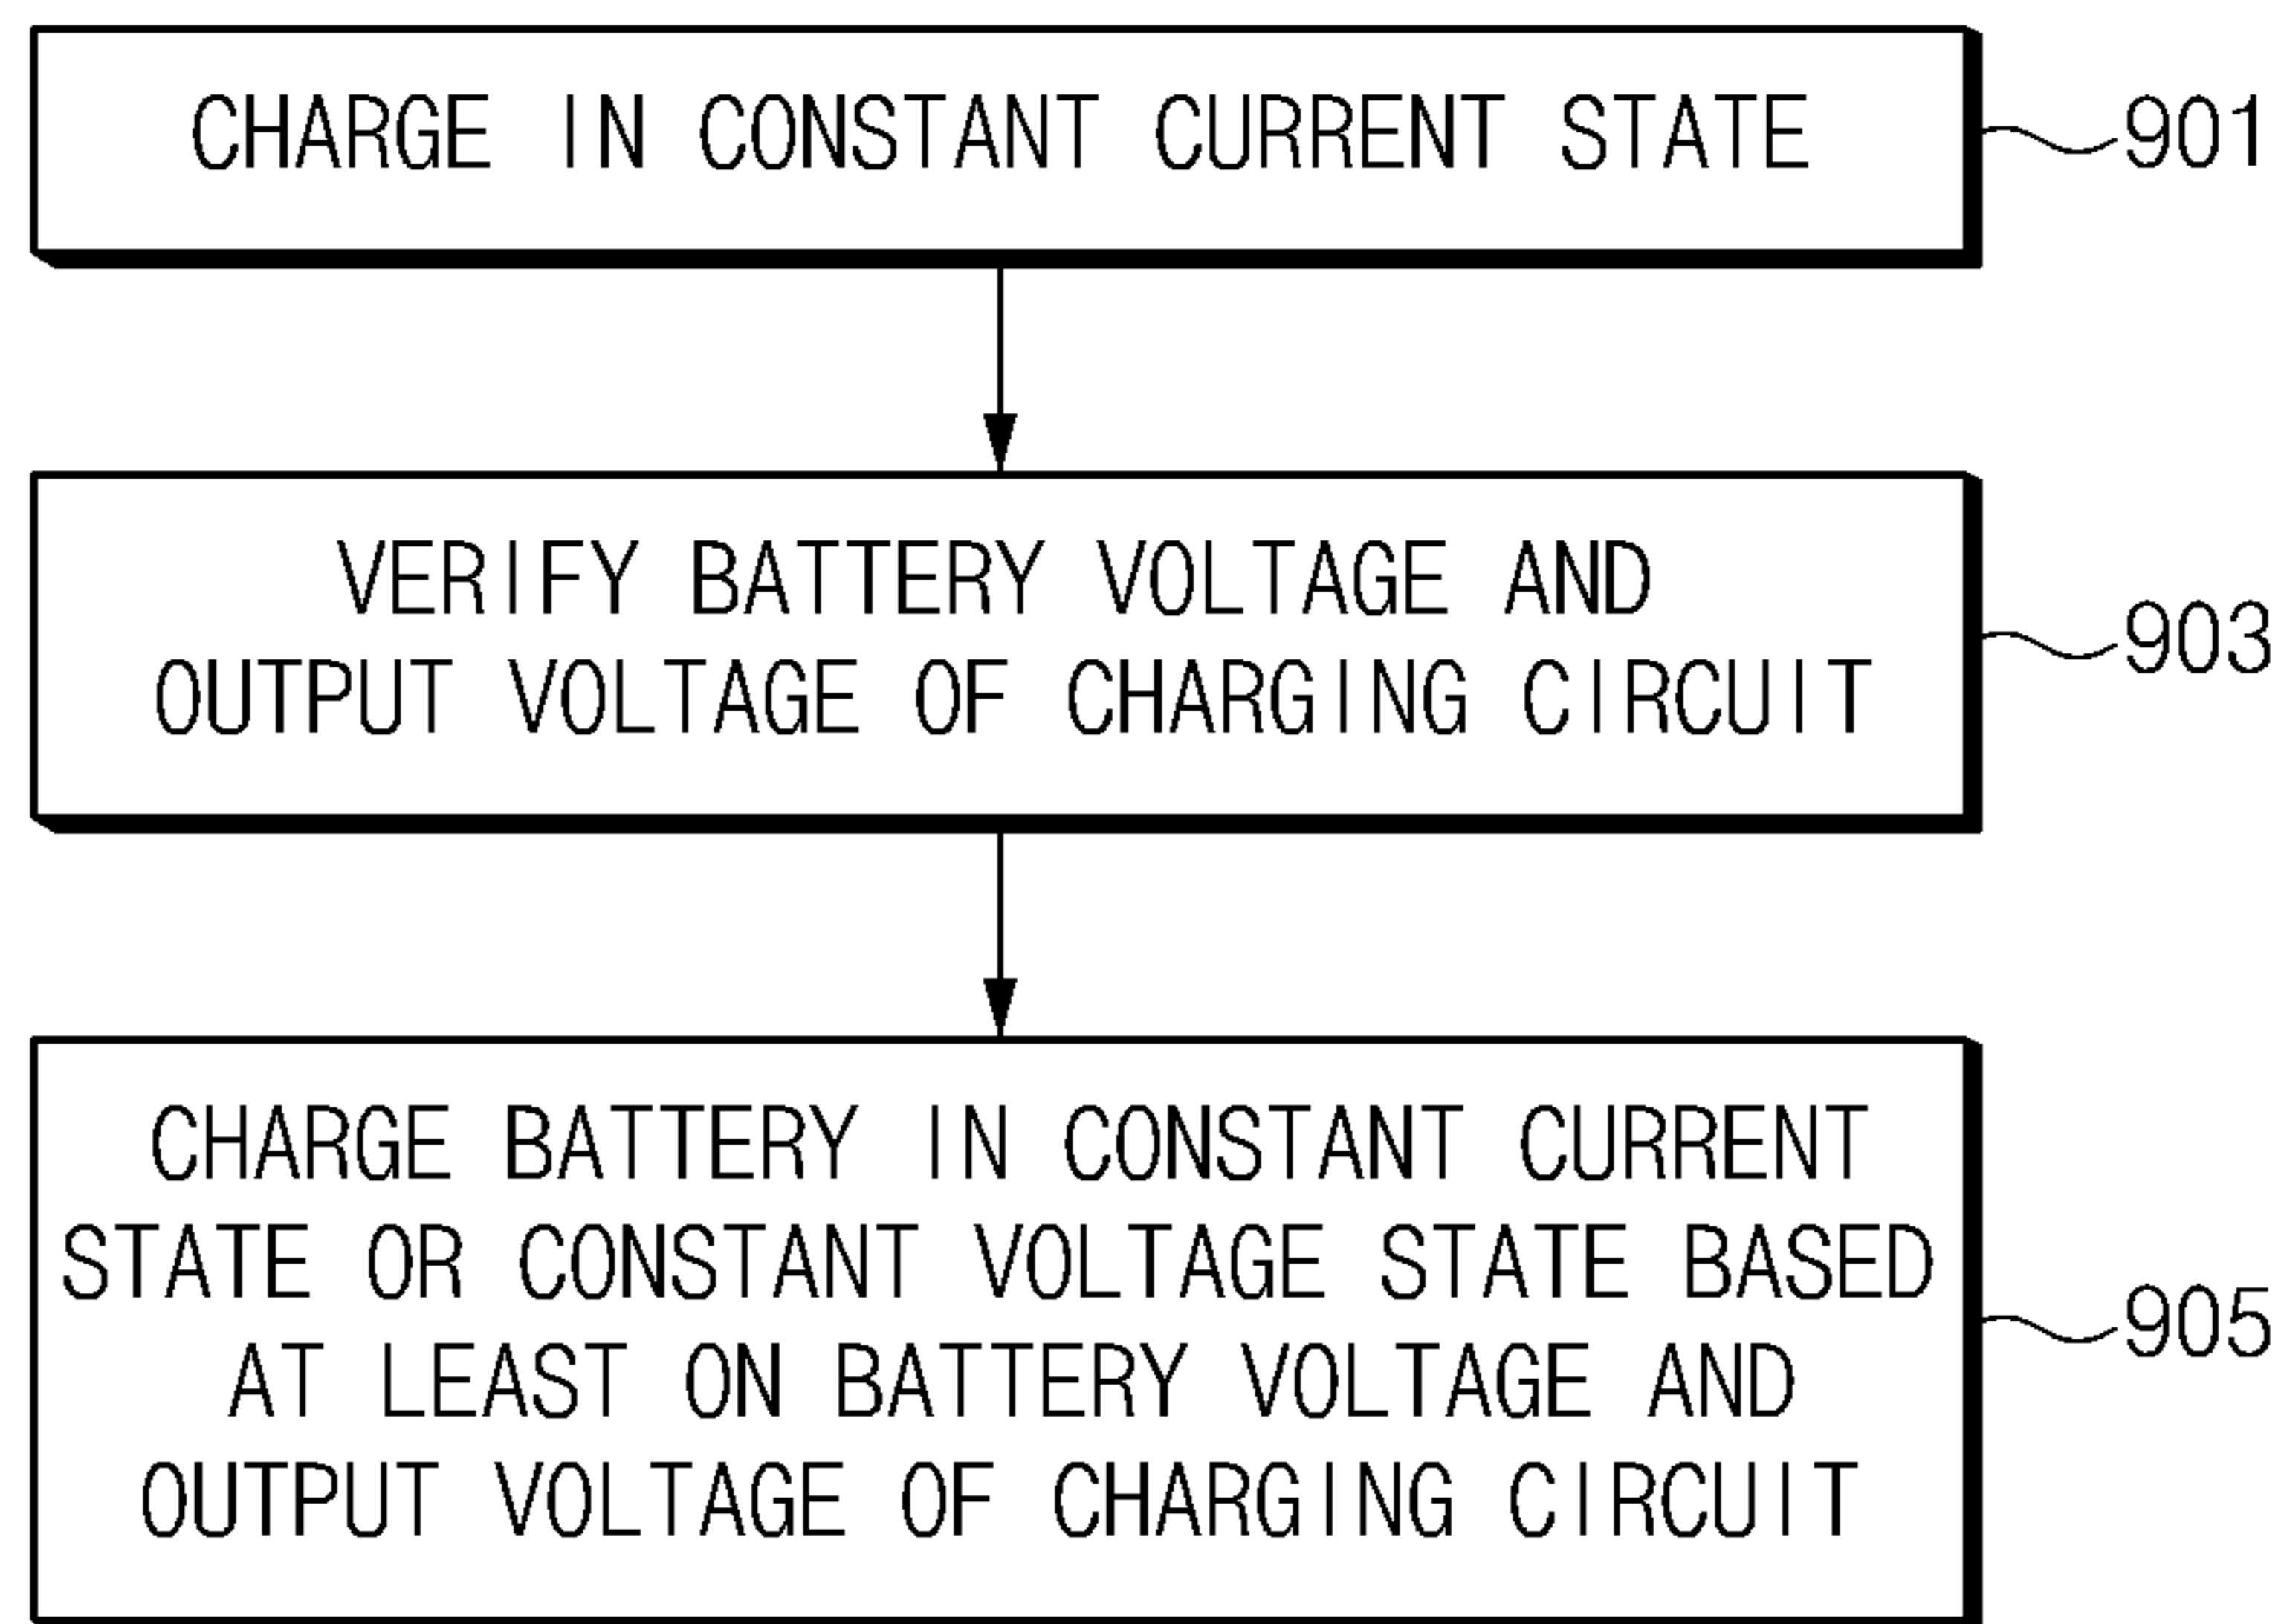 CHARGE IN CONSTANT CURRENT STATE
901
VERIFY BATTERY VOLTAGE AND
OUTPUT VOLTAGE OF CHARGING CIRCUIT
903
CHARGE BATTERY IN CONSTANT CURRENT
STATE OR CONSTANT VOLTAGE STATE BASED
AT LEAST ON BATTERY VOLTAGE AND
OUTPUT VOLTAGE OF CHARGING CIRCUIT
905